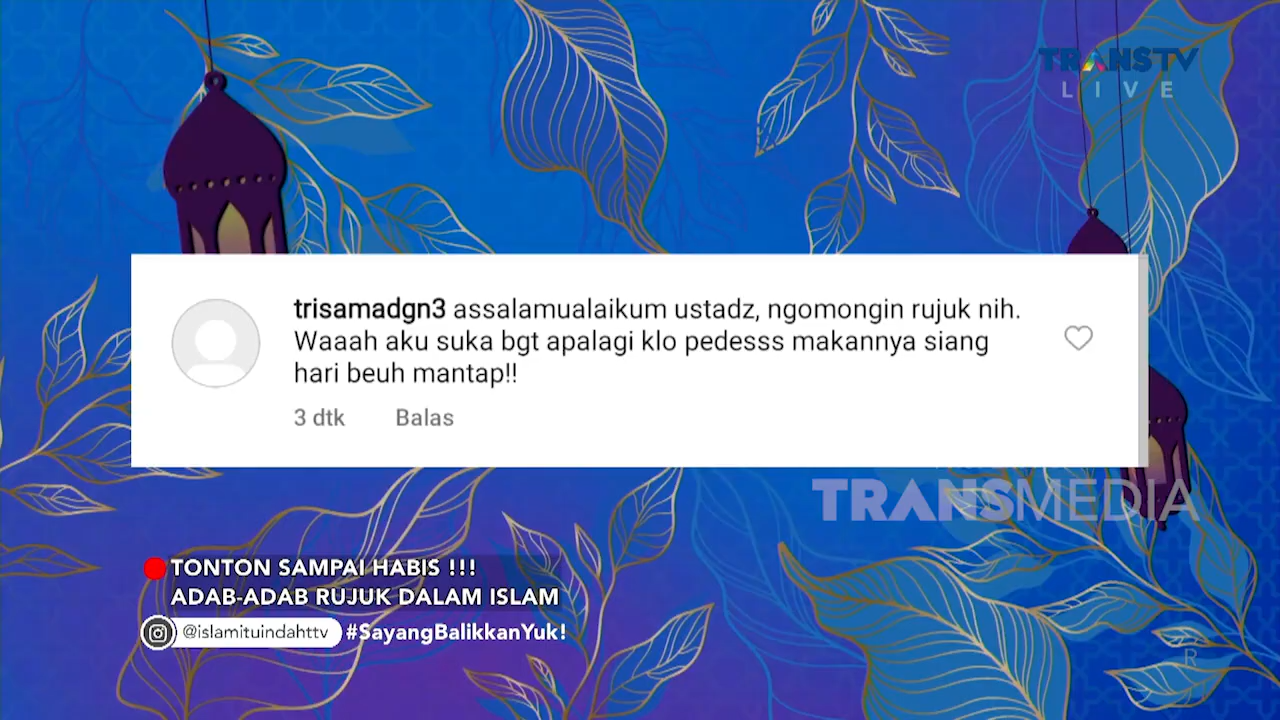 TRANSTV
LIVE
trisamadgn3 assalamualaikum ustadz, ngomongin rujuk nih.
Waaah aku suka bgt apalagi klo pedesss makannya siang
hari beuh mantap!!
3 dtk Balas
TRANSMEDIA
TONTON SAMPAI HABIS !!!
ADAB-ADAB RUJUK DALAM ISLAM
@islamituindahttv #SayangBalikkanYuk!
R